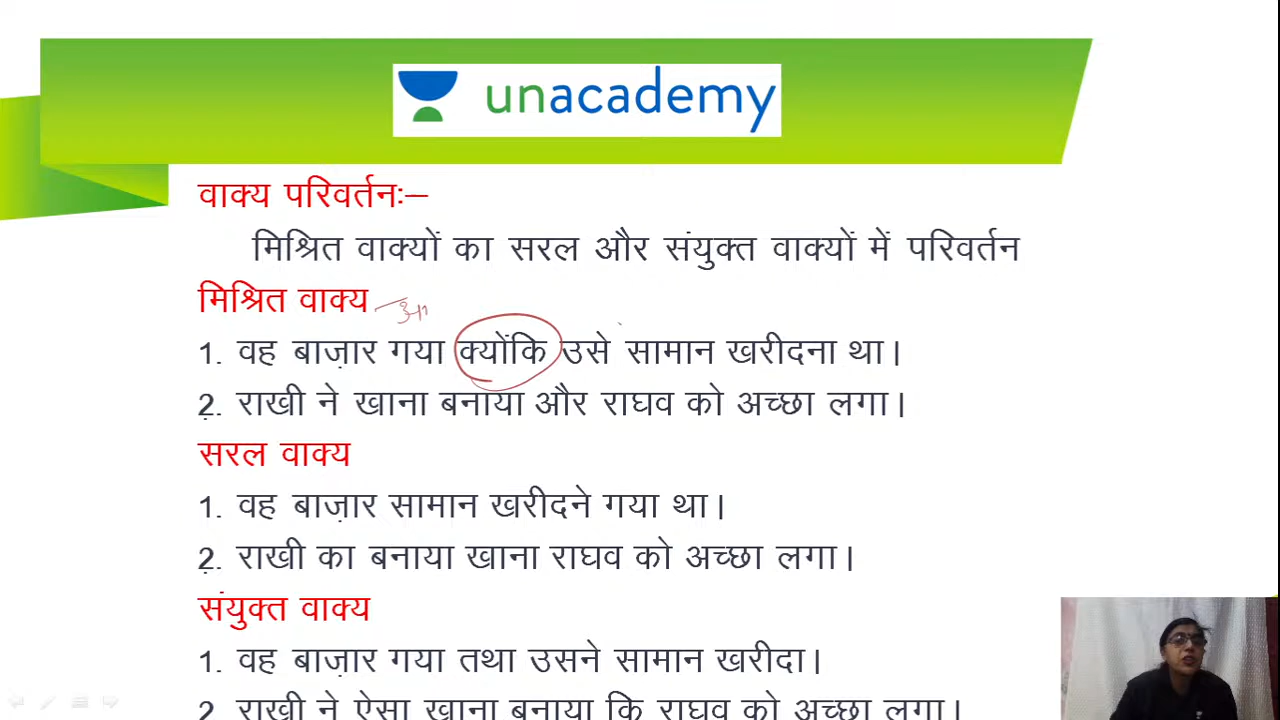 unacademy
वाक्य परिवर्तनः—
मिश्रित वाक्यों का सरल और संयुक्त वाक्यों में परिवर्तन
मिश्रित वाक्य
1. वह बाज़ार गया क्योंकि उसे सामान खरीदना था।
2. राखी ने खाना बनाया और राघव को अच्छा लगा।
सरल वाक्य
1. वह बाज़ार सामान खरीदने गया था।
2. राखी का बनाया खाना राघव को अच्छा लगा।
संयुक्त वाक्य
1. वह बाज़ार गया तथा उसने सामान खरीदा।
2. राखी ने ऐसा खाना बनाया कि राघव को अच्छा लगा।